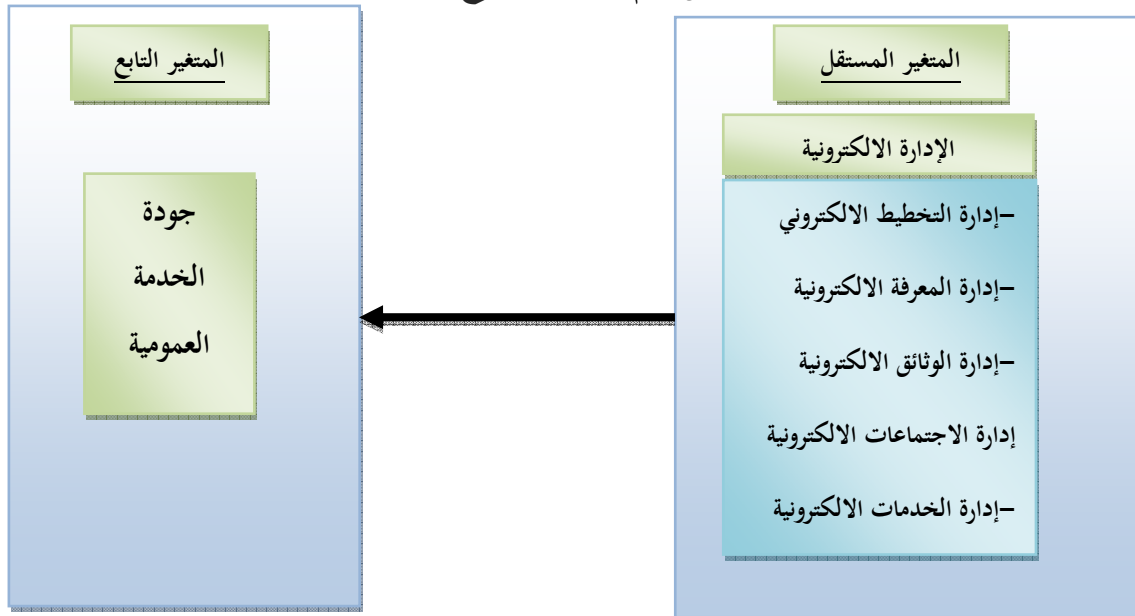 المتغير المستقل
الإدارة الالكترونية
–إدارة التخطيط الالكتروني
–إدارة المعرفة الالكترونية
–إدارة الوثائق الالكترونية
إدارة الاجتماعات الالكترونية
–إدارة الخدمات الالكترونية
المتغير التابع
جودة
الخدمة
العمومية